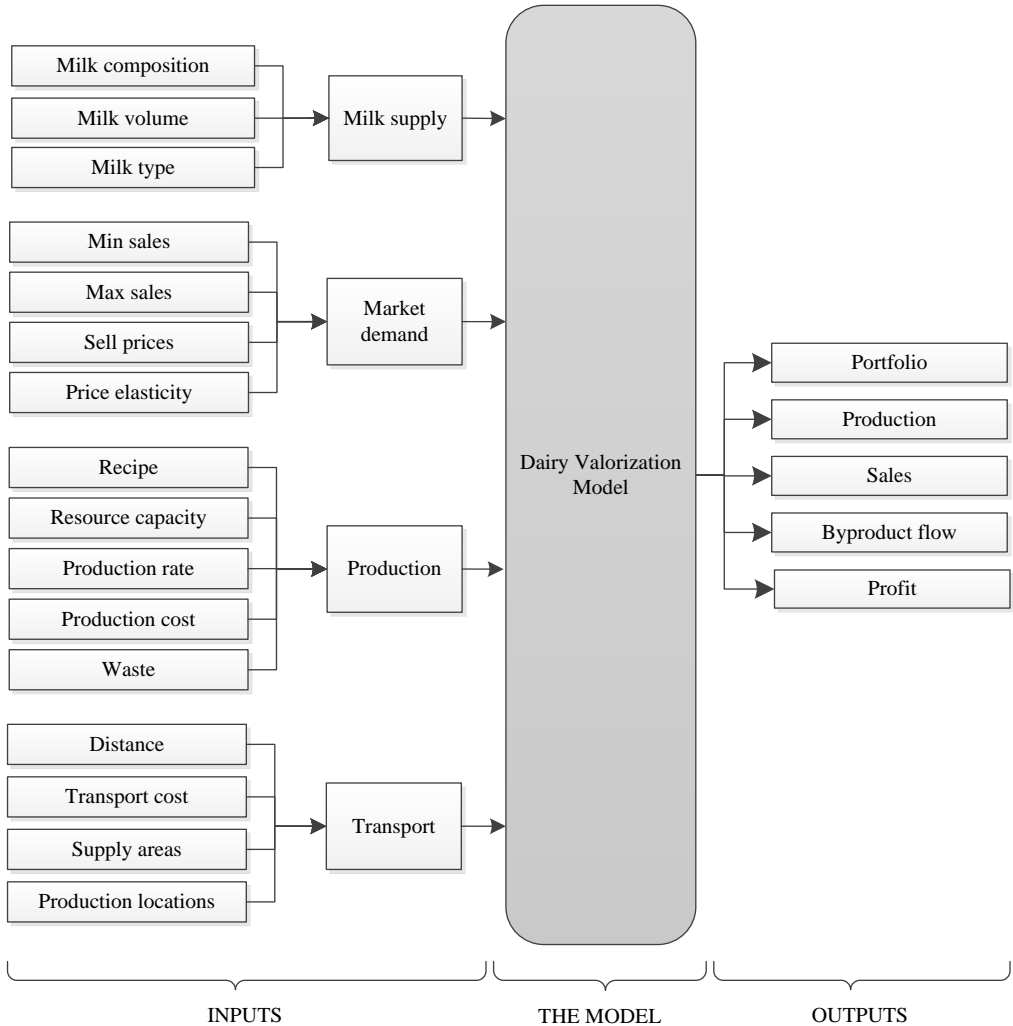 Milk composition
Milk volume
Milk type
Milk supply
Min sales
Max sales
Sell prices
Price elasticity
Market
demand
Recipe
Resource capacity
Production rate
Production cost
Waste
Production
Distance
Transport cost
Supply areas
Production locations
Transport
Dairy Valorization
Model
Portfolio
Production
Sales
Byproduct flow
Profit
INPUTS
THE MODEL
OUTPUTS